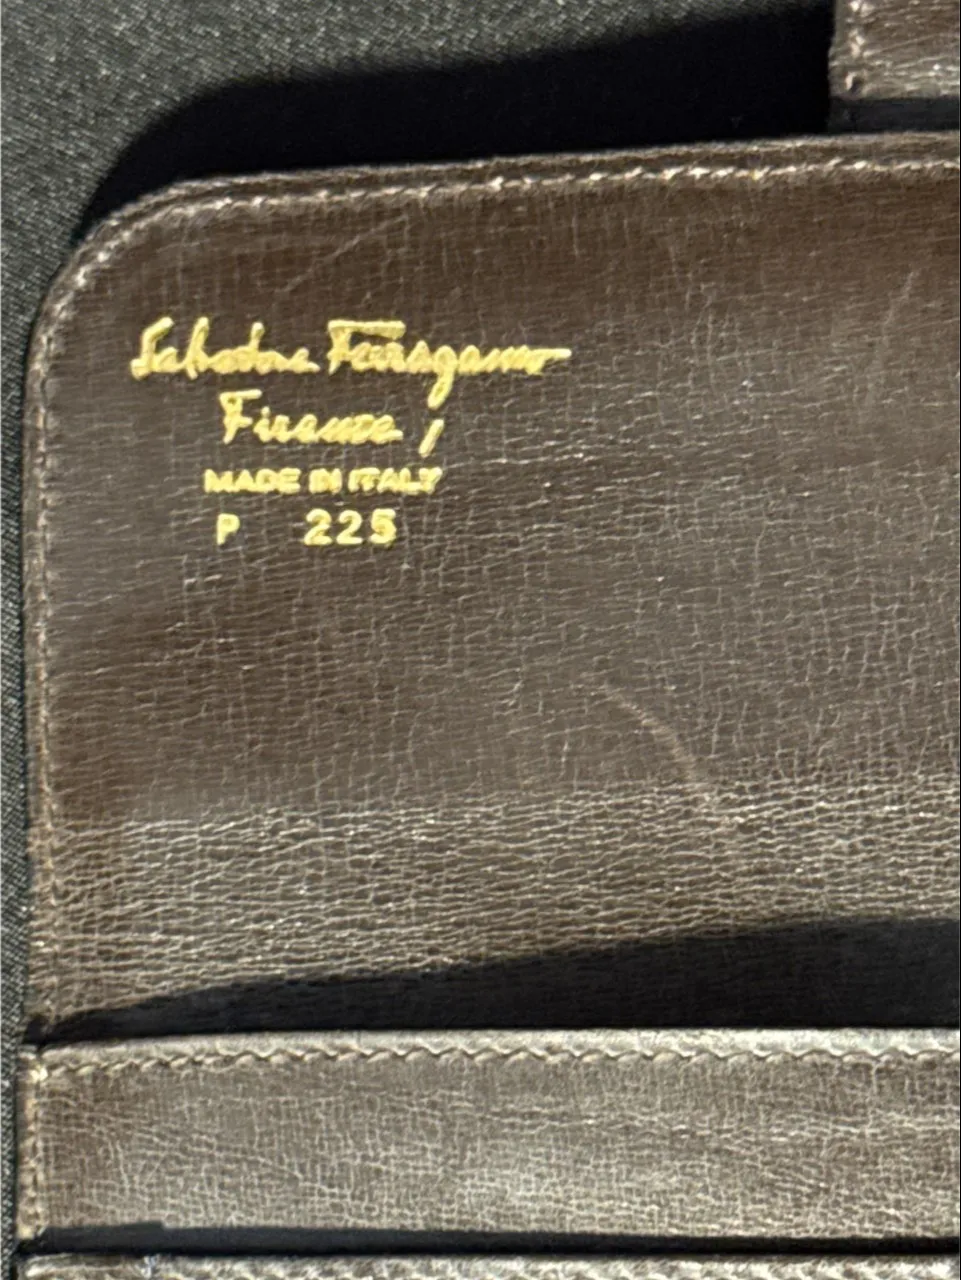 Salvatore Ferragamo
Firenze /
MADE IN ITALY
P 225